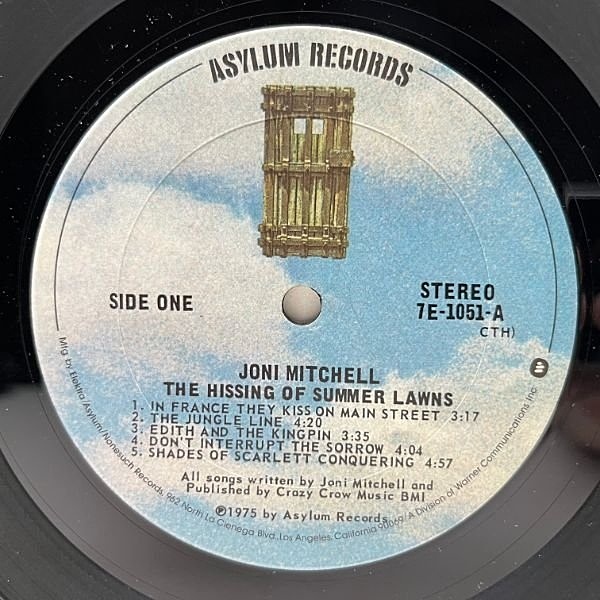 ASYLUM RECORDS
SIDE ONE
STEREO
7E-1051-A
CTH)
JONI MITCHELL
THE HISSING OF SUMMER LAWNS
1. IN FRANCE THEY KISS ON MAIN STREET 3:17
2. THE JUNGLE LINE 4:20
3. EDITH AND THE KINGPIN 3:35
4. DON'T INTERRUPT THE SORROW 4:04
5. SHADES OF SCARLETT CONQUERING 4:57
All songs written by Joni Mitchell and
Published by Crazy Crow Music BMI
℗1975 by Asylum Records
Mfg. by Elektra/Asylum/Nonesuch Records, 962 North La Cienega Blvd., Los Angeles, California 90069. A Division of Warner Communications Inc.